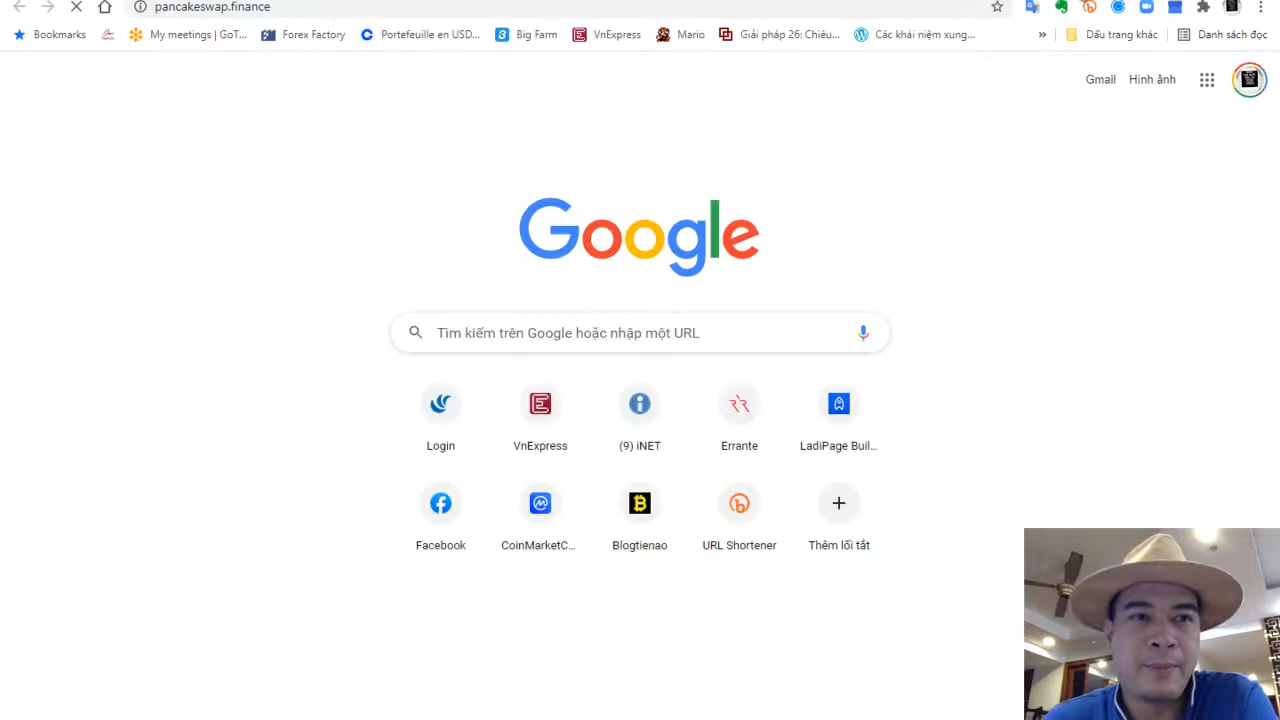 pancakeswap.finance
Bookmarks My meetings | GoT... Forex Factory Portefeuille en USD... Big Farm VnExpress Mario Giải pháp 26: Chiêu... Các khái niệm xung... » Dấu trang khác Danh sách đọc
Gmail Hình ảnh
Google
Tìm kiếm trên Google hoặc nhập một URL
Login VnExpress (9) iNET Errante LadiPage Buil...
Facebook CoinMarketC... Blogtienao URL Shortener Thêm lối tắt